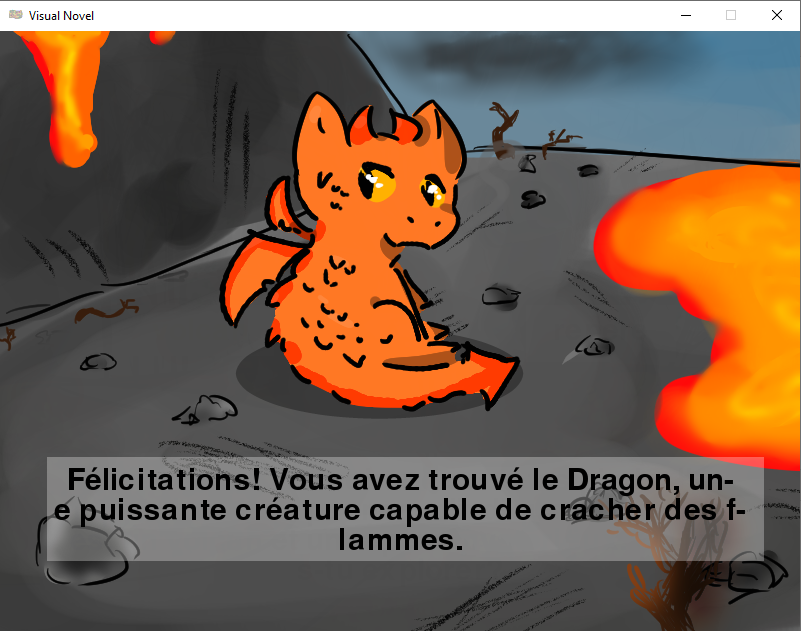 Visual Novel
Félicitations! Vous avez trouvé le Dragon, un-
e puissante créature capable de cracher des f-
lammes.